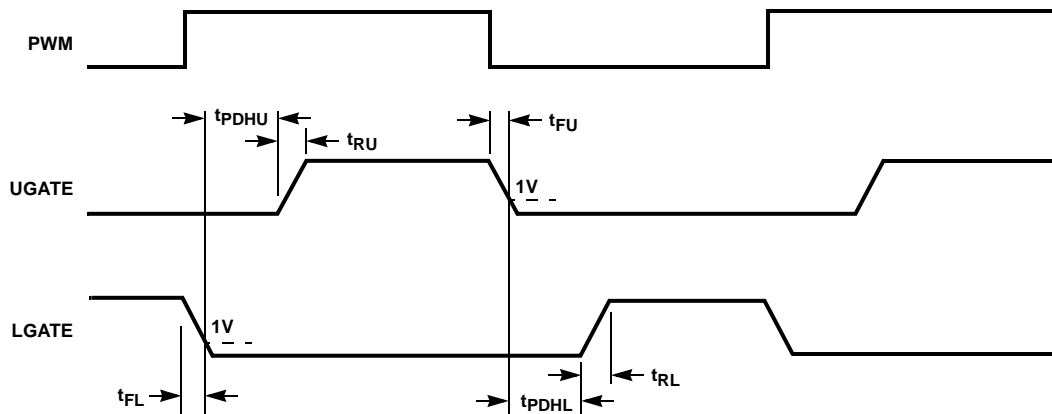 PWM
tPDHU
tRU
tFU
UGATE
1V
LGATE
1V
tFL
tRL
tPDHL